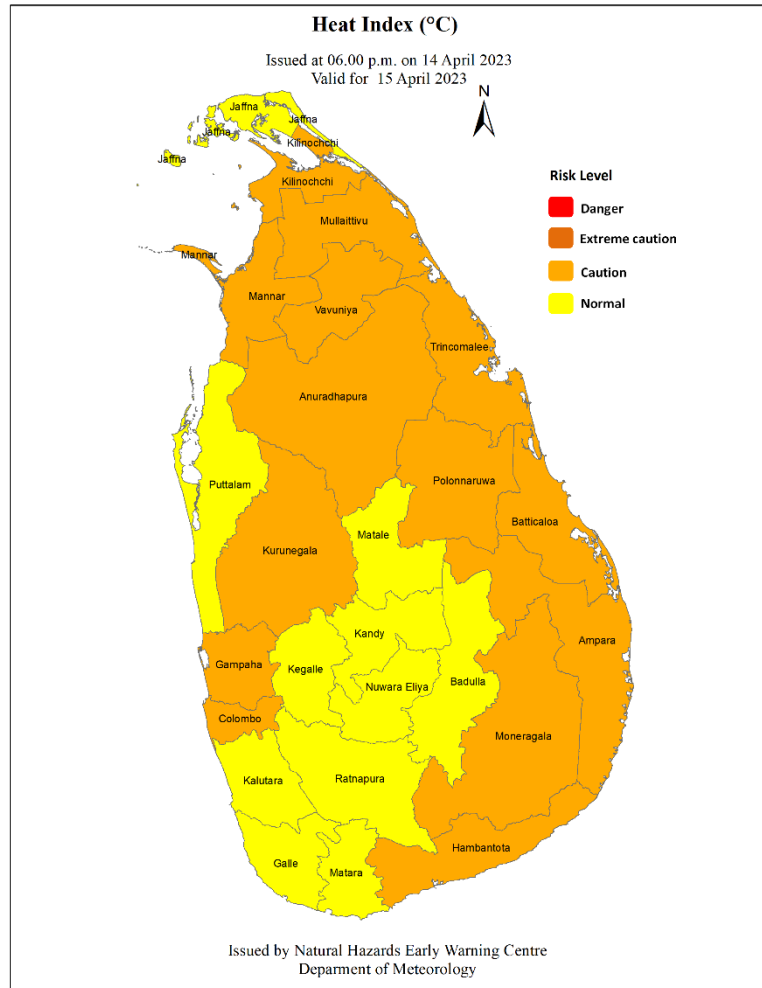 Heat Index (°C)
Issued at 06.00 p.m. on 14 April 2023
Valid for 15 April 2023
N
Jaffna
Jaffna
Jaffna
Jaffna
Kilinochchi
Kilinochchi
Mullaittivu
Mannar
Mannar
Vavuniya
Trincomalee
Anuradhapura
Puttalam
Polonnaruwa
Batticaloa
Matale
Kurunegala
Kandy
Ampara
Gampaha
Kegalle
Nuwara Eliya
Badulla
Colombo
Moneragala
Kalutara
Ratnapura
Hambantota
Galle
Matara
Risk Level
Danger
Extreme caution
Caution
Normal
Issued by Natural Hazards Early Warning Centre
Deparment of Meteorology